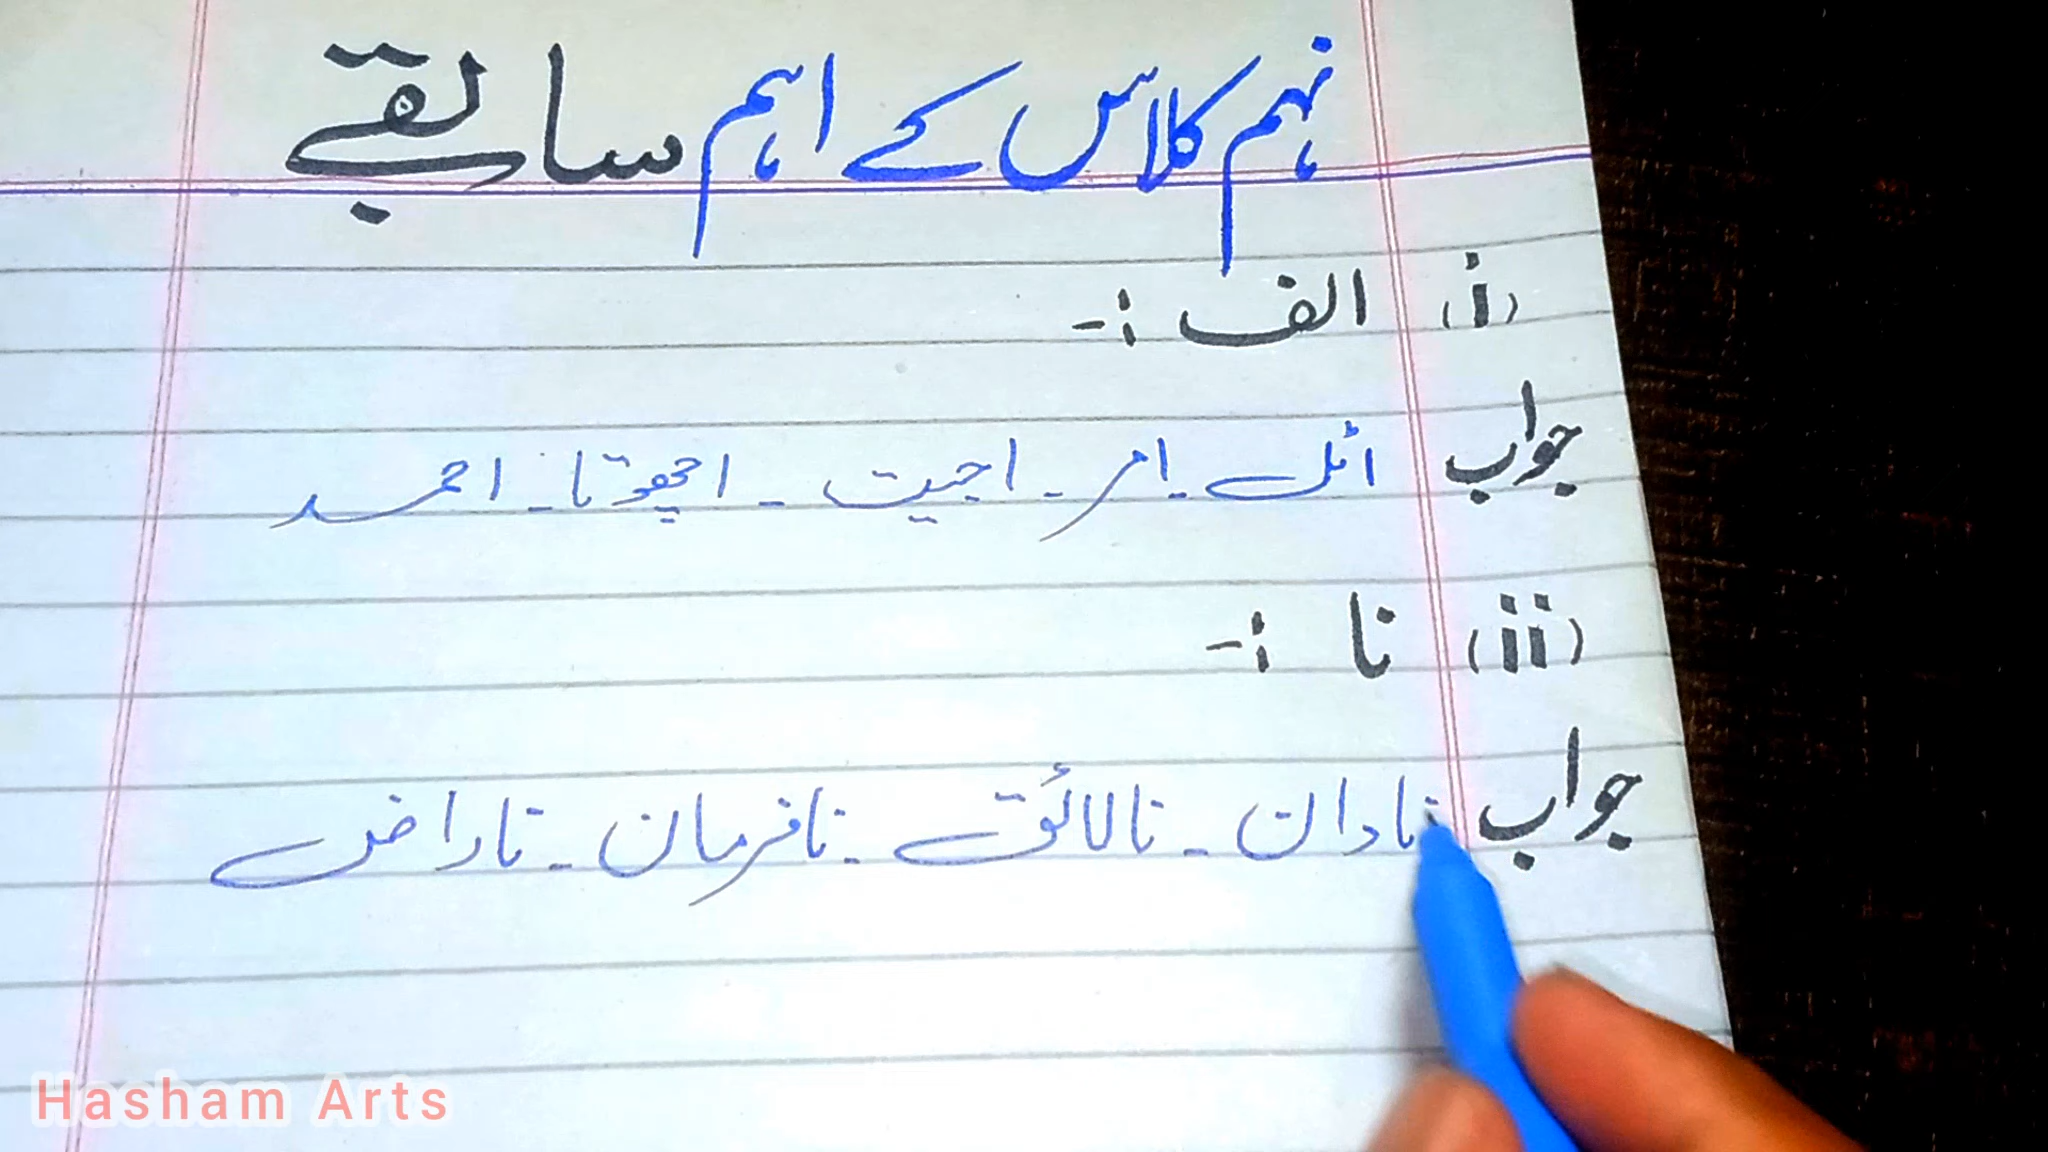 نہم کلاس کے اہم سابقے
(i) الف :-
جواب اٹل - امر - اجیت - اچھوتا - احمد
(ii) نا :-
جواب نادان - نالائق - نافرمان - ناراض
Hasham Arts